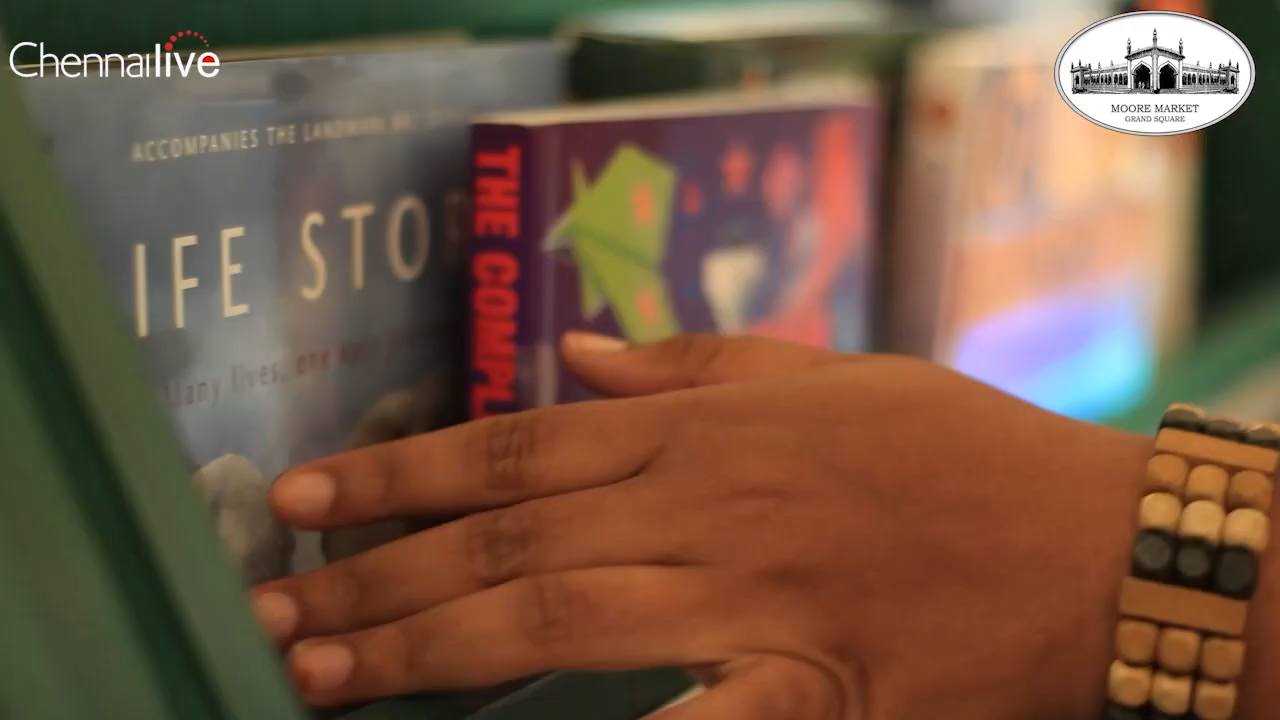 Chennailive
MOORE MARKET
GRAND SQUARE
ACCOMPANIES THE LANDMARK
IFE STO
Many lives, one
THE COMPL